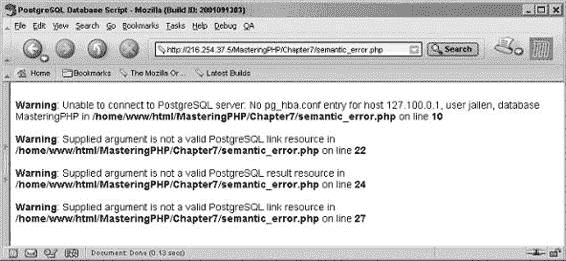 PostgreSQL Database Script - Mozilla {Build ID: 2001091303}
File Edit View Search Go Bookmarks Tasks Help Debug QA
http://216.254.37.5/MasteringPHP/Chapter7/semantic_error.php Search
Home Bookmarks The Mozilla Or... Latest Builds
Warning: Unable to connect to PostgreSQL server: No pg_hba.conf entry for host 127.100.0.1, user jallen, database
MasteringPHP in /home/www/html/MasteringPHP/Chapter7/semantic_error.php on line 10
Warning: Supplied argument is not a valid PostgreSQL link resource in
/home/www/html/MasteringPHP/Chapter7/semantic_error.php on line 22
Warning: Supplied argument is not a valid PostgreSQL result resource in
/home/www/html/MasteringPHP/Chapter7/semantic_error.php on line 24
Warning: Supplied argument is not a valid PostgreSQL link resource in
/home/www/html/MasteringPHP/Chapter7/semantic_error.php on line 27
Document: Done (0.13 secs)